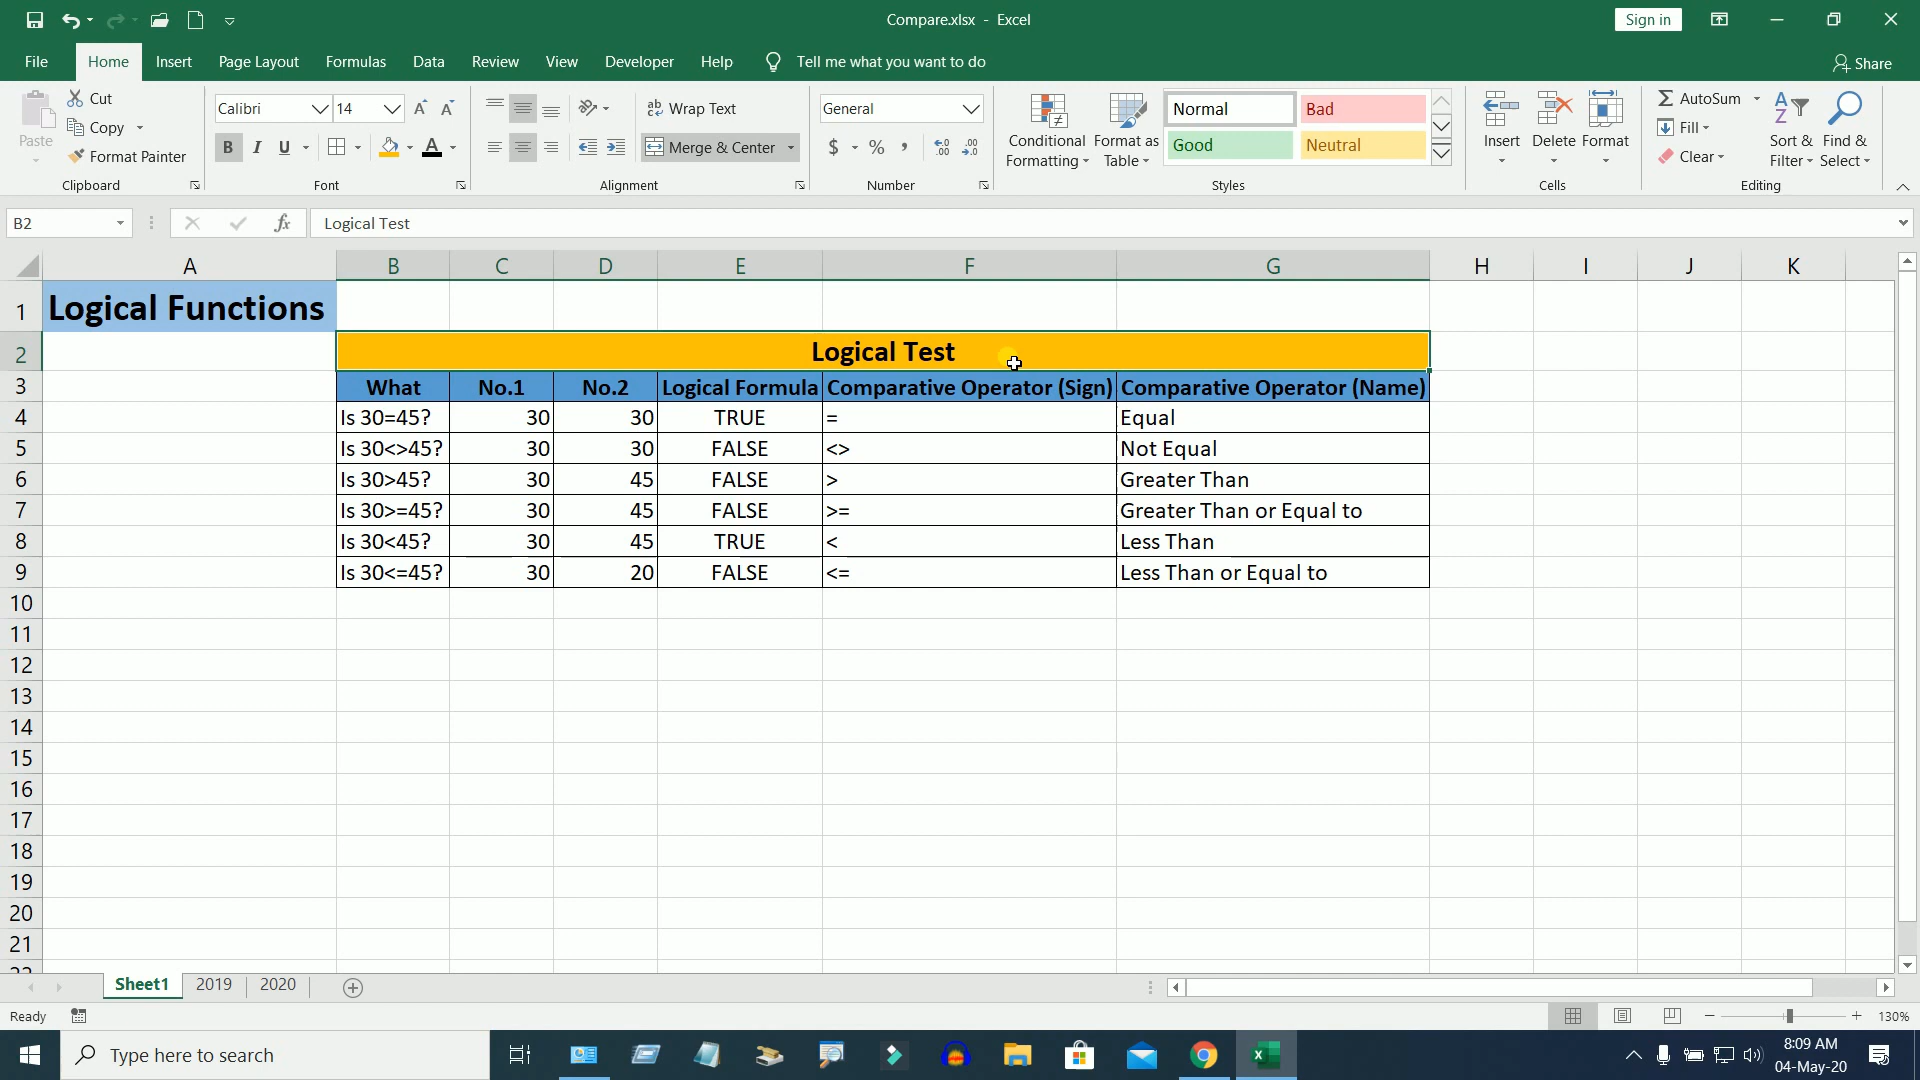 Compare.xlsx - Excel
Sign in
File Home Insert Page Layout Formulas Data Review View Developer Help Tell me what you want to do Share
Paste
Cut
Copy
Format Painter
Clipboard
Calibri 14
B I U
Font
Wrap Text
Merge & Center
Alignment
General
$ % ,
Number
Conditional Formatting
Format as Table
Normal Bad
Good Neutral
Styles
Insert Delete Format
Cells
AutoSum
Fill
Clear
Sort & Filter
Find & Select
Editing
B2 fx Logical Test
A B C D E F G H I J K
1 Logical Functions
2 Logical Test
3 What No.1 No.2 Logical Formula Comparative Operator (Sign) Comparative Operator (Name)
4 Is 30=45? 30 30 TRUE = Equal
5 Is 30<>45? 30 30 FALSE <> Not Equal
6 Is 30>45? 30 45 FALSE > Greater Than
7 Is 30>=45? 30 45 FALSE >= Greater Than or Equal to
8 Is 30<45? 30 45 TRUE < Less Than
9 Is 30<=45? 30 20 FALSE <= Less Than or Equal to
10
11
12
13
14
15
16
17
18
19
20
21
22
Sheet1 2019 2020
Ready 130%
Type here to search
8:09 AM
04-May-20